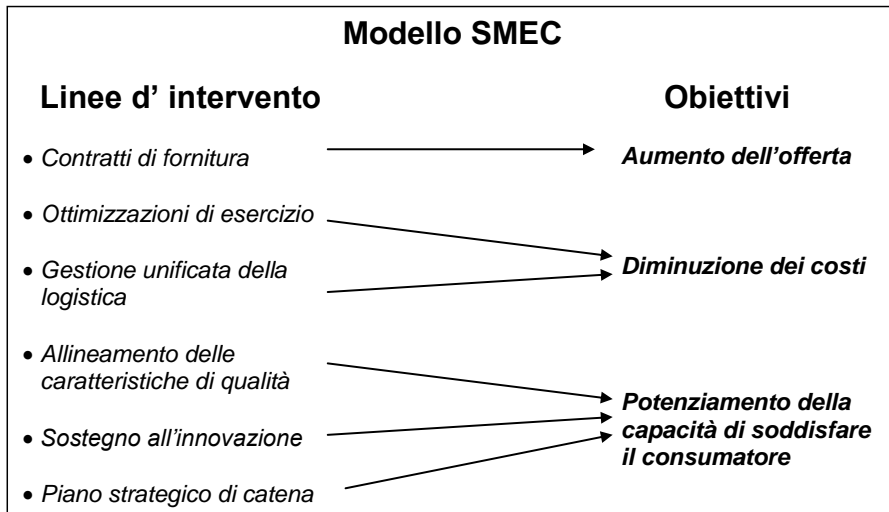 Modello SMEC
Linee d' intervento
Obiettivi
• Contratti di fornitura
Aumento dell'offerta
• Ottimizzazioni di esercizio
• Gestione unificata della
logistica
Diminuzione dei costi
• Allineamento delle
caratteristiche di qualità
• Sostegno all'innovazione
• Piano strategico di catena
Potenziamento della
capacità di soddisfare
il consumatore